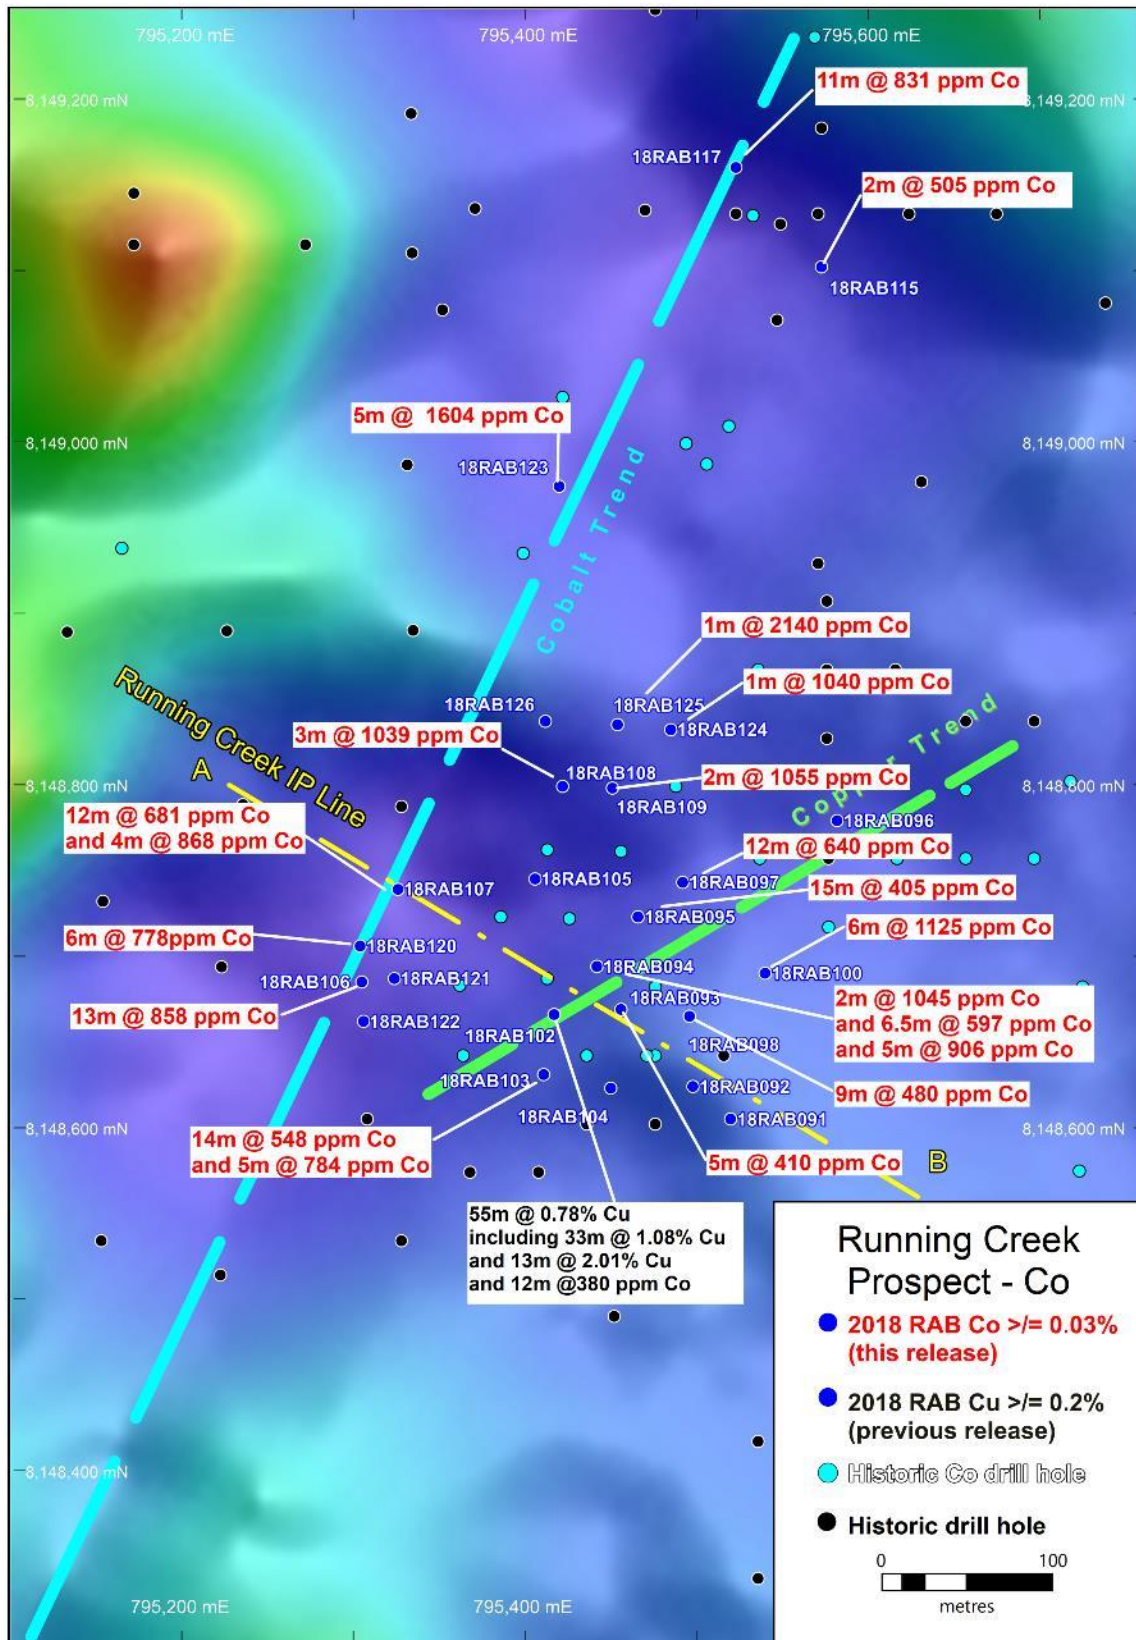 795,200 mE
795,400 mE
795,600 mE
11m @ 831 ppm Co
8,149,200 mN
8,149,200 mN
18RAB117
2m @ 505 ppm Co
18RAB115
5m @ 1604 ppm Co
8,149,000 mN
8,149,000 mN
18RAB123
Cobalt Trend
1m @ 2140 ppm Co
Running Creek IP Line
1m @ 1040 ppm Co
18RAB126
18RAB125
18RAB124
3m @ 1039 ppm Co
Copper Trend
A
18RAB108
2m @ 1055 ppm Co
8,148,800 mN
8,148,800 mN
18RAB109
12m @ 681 ppm Co
and 4m @ 868 ppm Co
18RAB096
12m @ 640 ppm Co
18RAB107
18RAB105
18RAB097
15m @ 405 ppm Co
18RAB095
6m @ 1125 ppm Co
6m @ 778ppm Co
18RAB120
18RAB094
18RAB100
18RAB106
18RAB121
18RAB093
2m @ 1045 ppm Co
and 6.5m @ 597 ppm Co
and 5m @ 906 ppm Co
13m @ 858 ppm Co
18RAB122
18RAB102
18RAB098
18RAB103
18RAB092
9m @ 480 ppm Co
18RAB104
18RAB091
8,148,600 mN
8,148,600 mN
14m @ 548 ppm Co
and 5m @ 784 ppm Co
5m @ 410 ppm Co
B
55m @ 0.78% Cu
including 33m @ 1.08% Cu
and 13m @ 2.01% Cu
and 12m @380 ppm Co
Running Creek
Prospect - Co
2018 RAB Co >/= 0.03%
(this release)
2018 RAB Cu >/= 0.2%
(previous release)
Historic Co drill hole
Historic drill hole
0
100
metres
8,148,400 mN
795,200 mE
795,400 mE